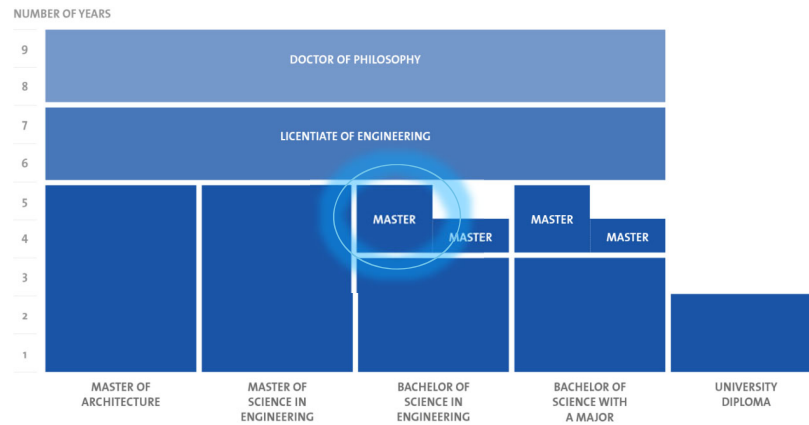 NUMBER OF YEARS
9
DOCTOR OF PHILOSOPHY
8
7
LICENTIATE OF ENGINEERING
6
5
MASTER
MASTER
4
MASTER
MASTER
3
2
1
MASTER OF
ARCHITECTURE
MASTER OF
SCIENCE IN
ENGINEERING
BACHELOR OF
SCIENCE IN
ENGINEERING
BACHELOR OF
SCIENCE WITH
A MAJOR
UNIVERSITY
DIPLOMA